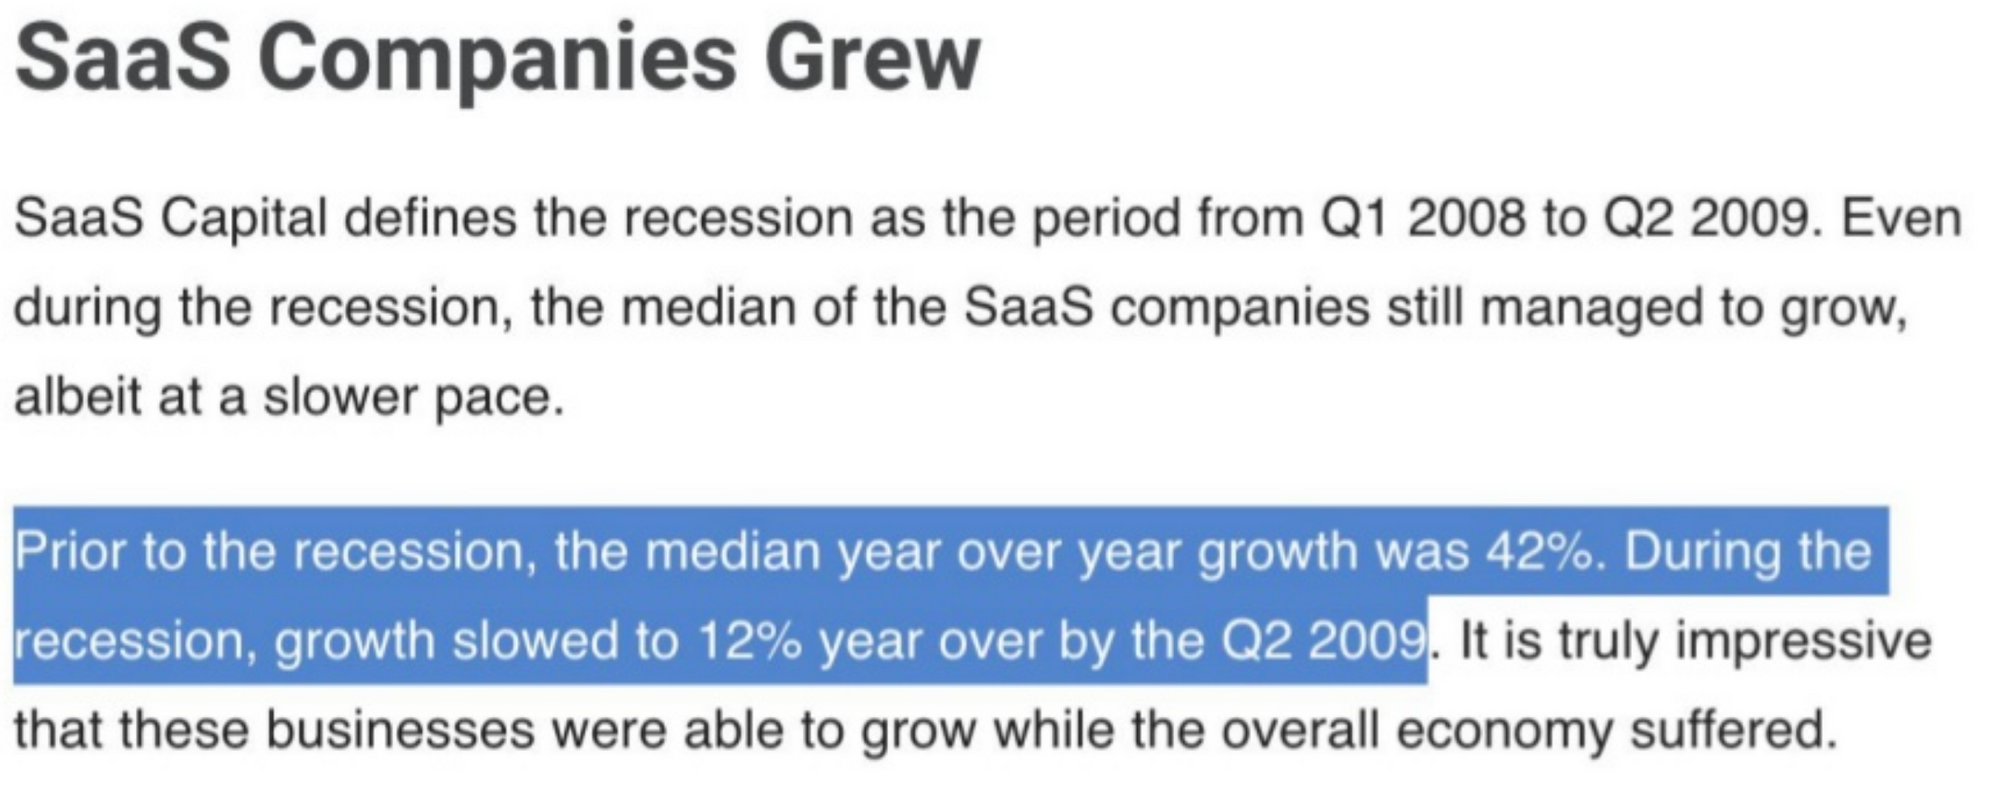 SaaS Companies Grew
SaaS Capital defines the recession as the period from Q1 2008 to Q2 2009. Even
during the recession, the median of the SaaS companies still managed to grow,
albeit at a slower pace.
Prior to the recession, the median year over year growth was 42%. During the
recession, growth slowed to 12% year over by the Q2 2009. It is truly impressive
that these businesses were able to grow while the overall economy suffered.